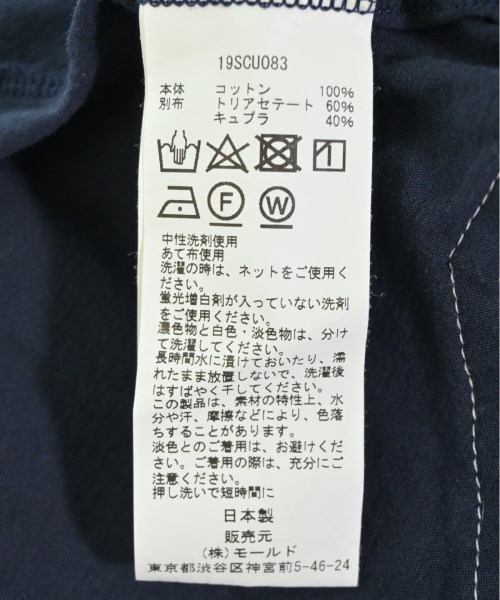 19SCU083
本体 コットン 100%
別布 トリアセテート 60%
キュプラ 40%
F W
中性洗剤使用
あて布使用
洗濯の時は、ネットをご使用く
ださい。
蛍光増白剤が入っていない洗剤
をご使用ください。
濃色物と白色・淡色物は、分け
て洗濯してください。
長時間水に漬けておいたり、濡
れたまま放置しないで、洗濯後
はすばやく干してください。
この製品は、素材の特性上、水
分や汗、摩擦などにより、色落
ちすることがあります。
淡色とのご着用は、お避けくだ
さい。ご着用の際は、充分にご
注意ください。
押し洗いで短時間に
日本製
販売元
(株)モールド
東京都渋谷区神宮前5-46-24